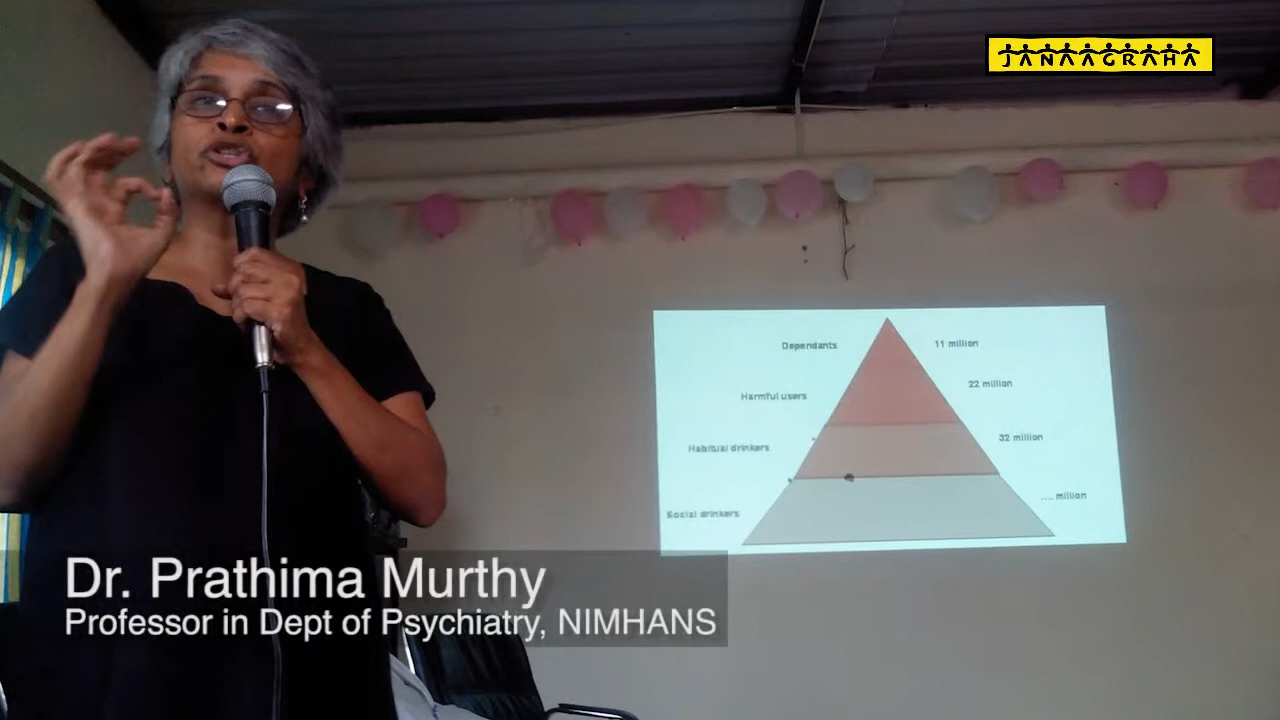 JANAAGRAHA
Dependants 11 million
Harmful users 22 million
Habitual drinkers 32 million
Social drinkers .... million
Dr. Prathima Murthy
Professor in Dept of Psychiatry, NIMHANS